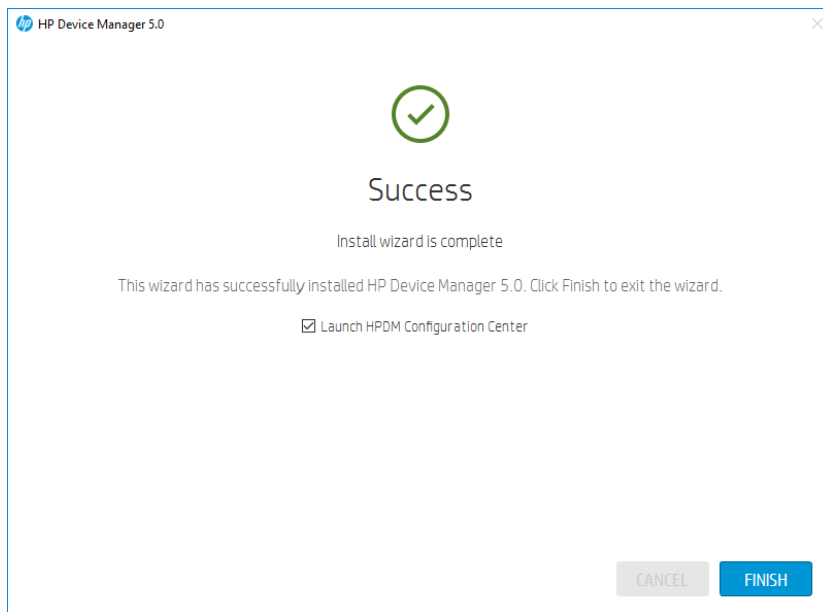 hp HP Device Manager 5.0
Success
Install wizard is complete
This wizard has successfully installed HP Device Manager 5.0. Click Finish to exit the wizard.
Launch HPDM Configuration Center
CANCEL FINISH